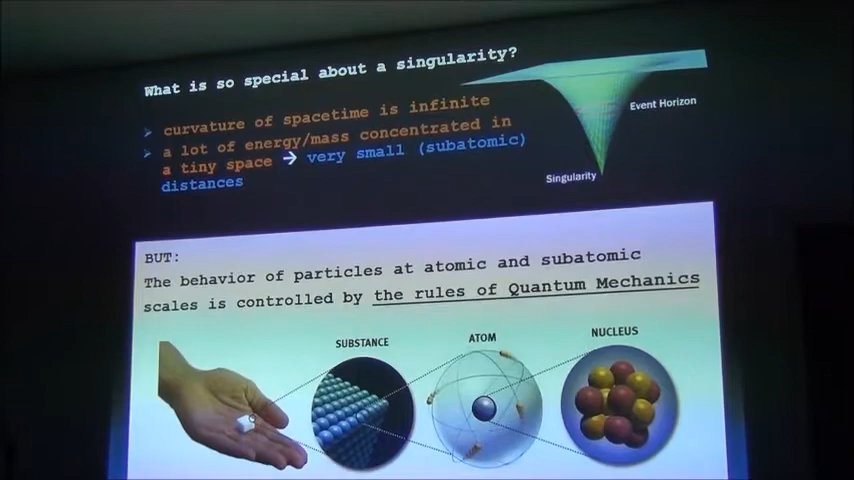 What is so special about a singularity?
➢ curvature of spacetime is infinite
➢ a lot of energy/mass concentrated in
a tiny space → very small (subatomic)
distances
Event Horizon
Singularity
BUT:
The behavior of particles at atomic and subatomic
scales is controlled by the rules of Quantum Mechanics
SUBSTANCE
ATOM
NUCLEUS